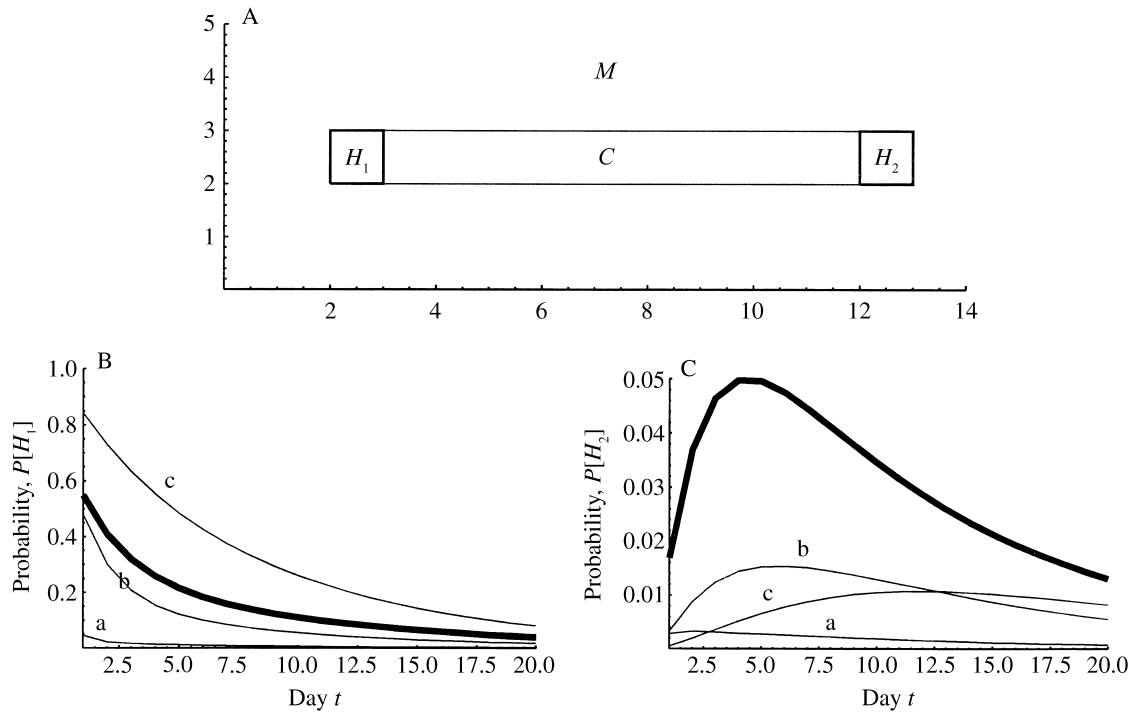 A
5
4
3
2
1
M
H₁
C
H₂
2 4 6 8 10 12 14
B
1.0
0.8
0.6
0.4
0.2
Probability, P[H₁]
c
b
a
2.5 5.0 7.5 10.0 12.5 15.0 17.5 20.0
Day t
C
0.05
0.04
0.03
0.02
0.01
Probability, P[H₂]
b
c
a
2.5 5.0 7.5 10.0 12.5 15.0 17.5 20.0
Day t